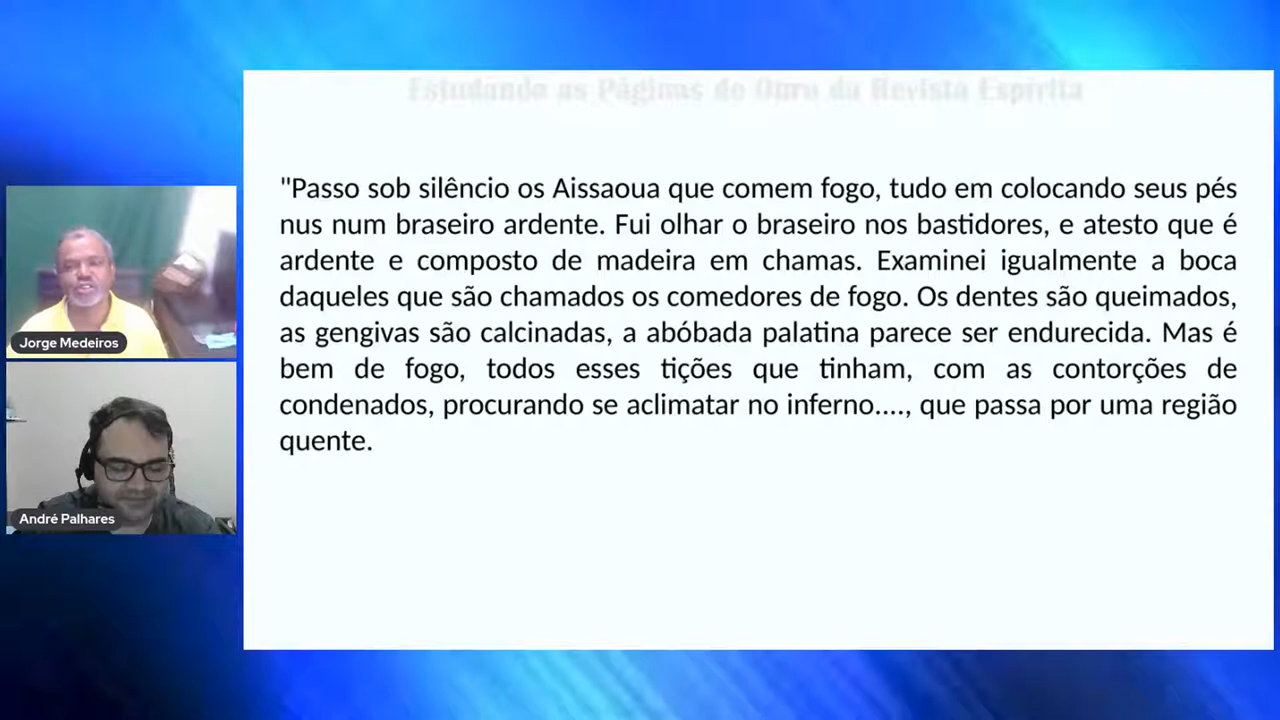 Estudando as Páginas de Ouro da Revista Espírita
"Passo sob silêncio os Aissaoua que comem fogo, tudo em colocando seus pés
nus num braseiro ardente. Fui olhar o braseiro nos bastidores, e atesto que é
ardente e composto de madeira em chamas. Examinei igualmente a boca
daqueles que são chamados os comedores de fogo. Os dentes são queimados,
as gengivas são calcinadas, a abóbada palatina parece ser endurecida. Mas é
bem de fogo, todos esses tições que tinham, com as contorções de
condenados, procurando se aclimatar no inferno...., que passa por uma região
quente.
Jorge Medeiros
André Palhares